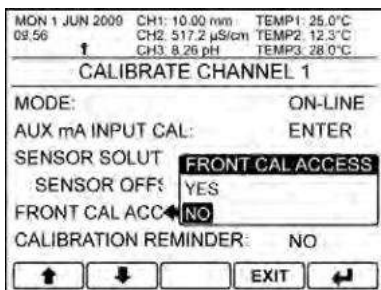 MON 1 JUN 2009 CH1: 10.00 mm TEMP1: 25.0°C
09:56 CH2: 517.2 µS/cm TEMP2: 12.3°C
CH3: 8.26 pH TEMP3: 28.0°C
CALIBRATE CHANNEL 1
MODE: ON-LINE
AUX mA INPUT CAL: ENTER
SENSOR SOLUT
SENSOR OFFS
FRONT CAL ACC
FRONT CAL ACCESS
YES
NO
CALIBRATION REMINDER: NO
EXIT